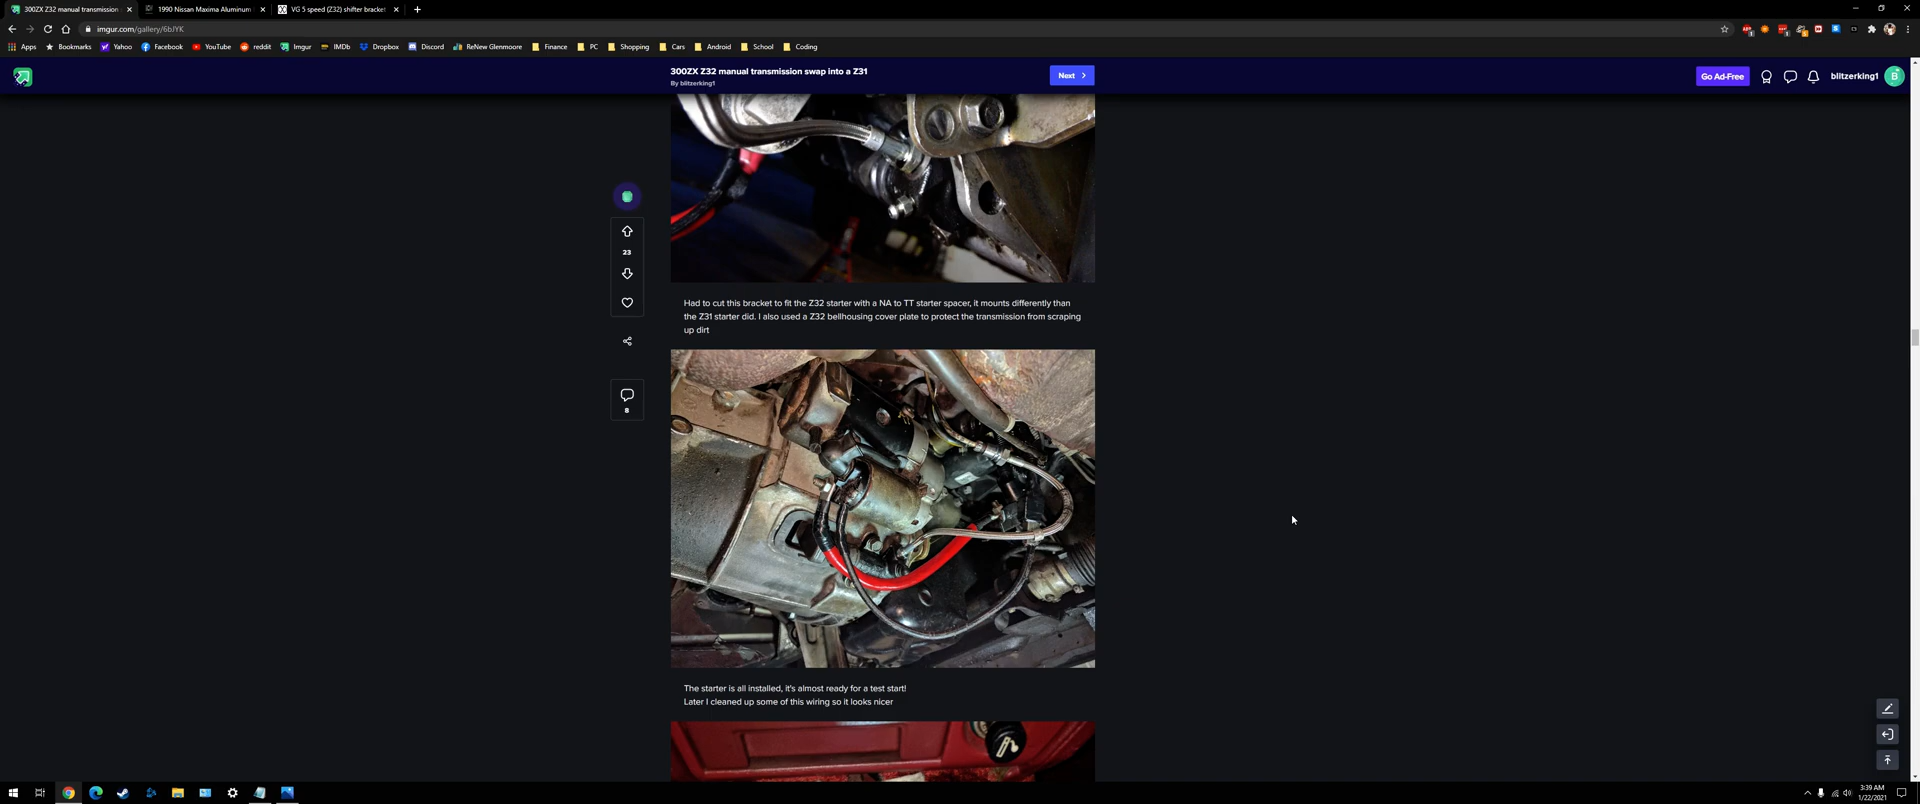 300ZX Z32 manual transmission
1990 Nissan Maxima Aluminum
VG 5 speed (Z32) shifter bracket
imgur.com/gallery/6bJYK
Apps Bookmarks Yahoo Facebook YouTube reddit Imgur IMDb Dropbox Discord ReNew Glenmoore Finance PC Shopping Cars Android School Coding
300ZX Z32 manual transmission swap into a Z31
By blitzerking1
Next
Go Ad-Free
blitzerking1
B
23
8
Had to cut this bracket to fit the Z32 starter with a NA to TT starter spacer, it mounts differently than
the Z31 starter did. I also used a Z32 bellhousing cover plate to protect the transmission from scraping
up dirt
The starter is all installed, it's almost ready for a test start!
Later I cleaned up some of this wiring so it looks nicer
3:39 AM
1/22/2021